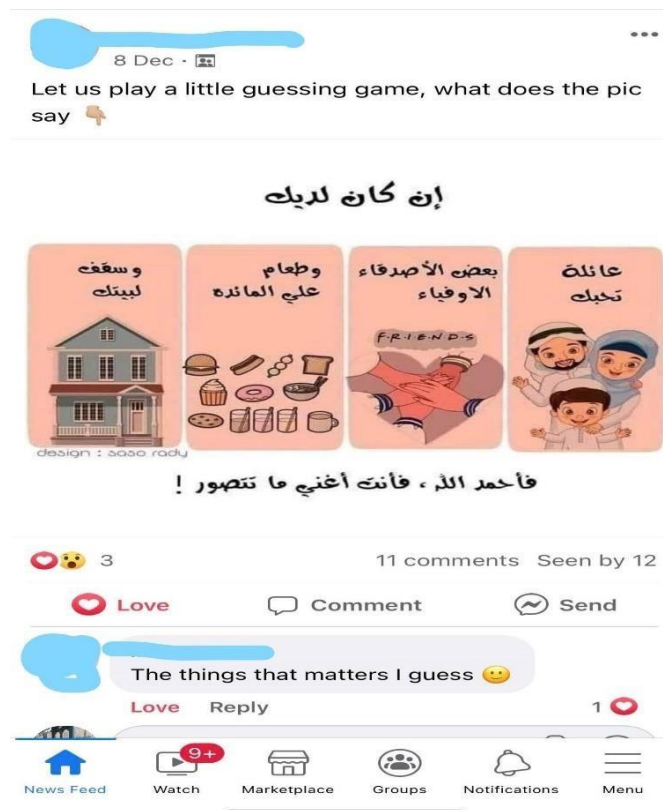 8 Dec ·
Let us play a little guessing game, what does the pic
say 👇🏼
إن كان لديك
عائلة
تحبك
بعض الأصدقاء
الاوفياء
F·R·I·E·N·D·S
وطعام
علي المائده
وسقف
لبيتك
design : saso rady
فأحمد الله ، فأنت أغني ما تتصور !
3
11 comments Seen by 12
Love Comment Send
The things that matters I guess 🙂
Love Reply 1
9+
News Feed Watch Marketplace Groups Notifications Menu